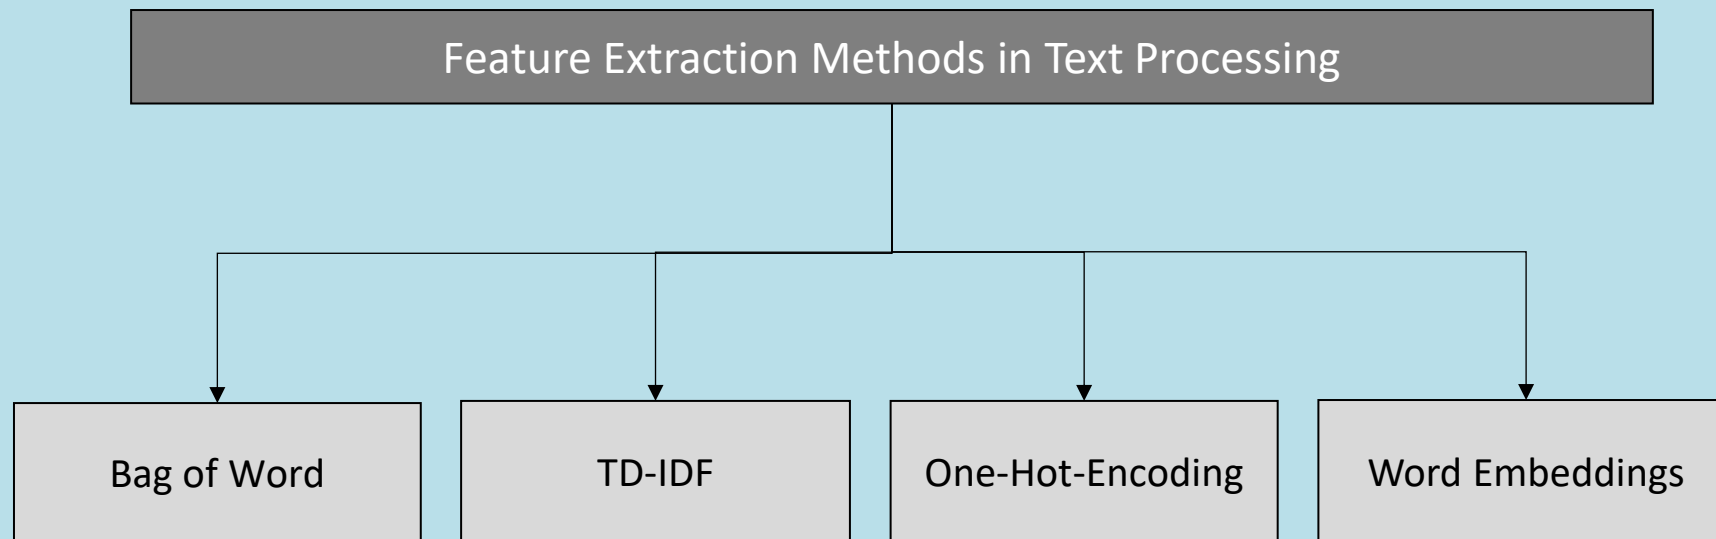 Feature Extraction Methods in Text Processing
Bag of Word
TD-IDF
One-Hot-Encoding
Word Embeddings